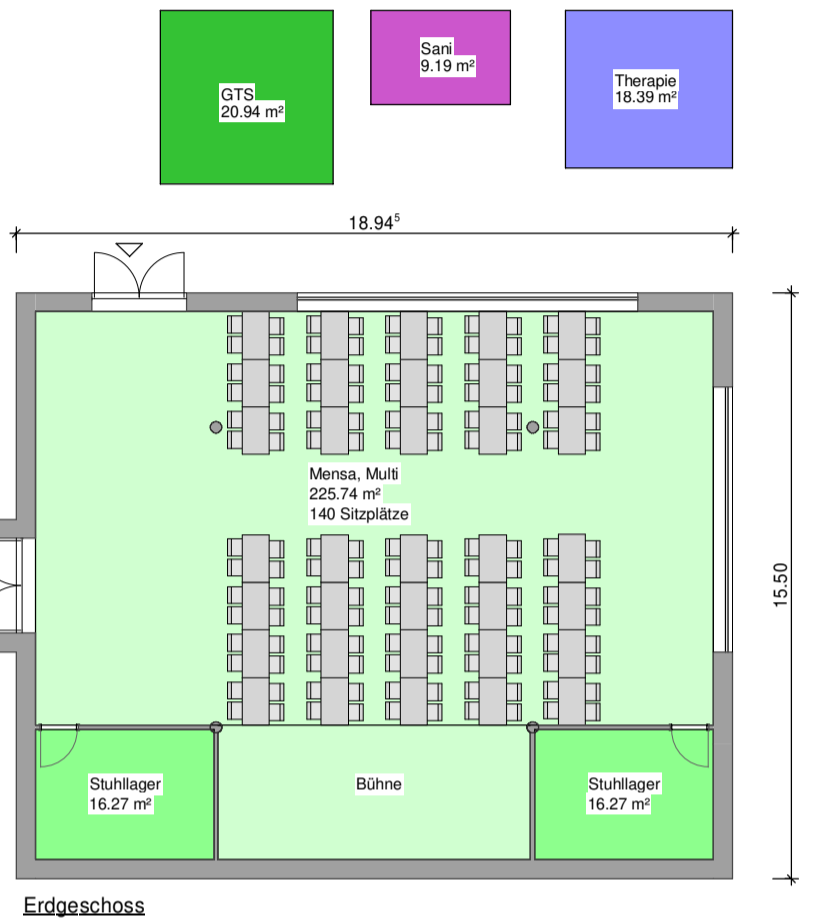 GTS
20.94 m²
Sani
9.19 m²
Therapie
18.39 m²
18.94⁵
Mensa, Multi
225.74 m²
140 Sitzplätze
15.50
Stuhllager
16.27 m²
Bühne
Stuhllager
16.27 m²
Erdgeschoss